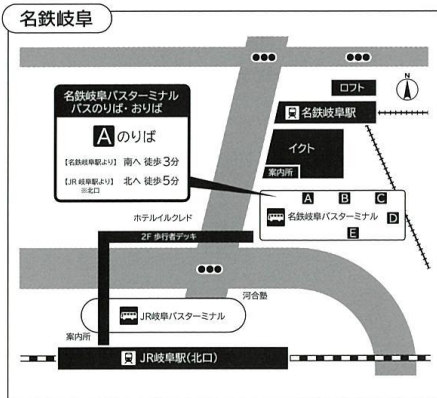 名鉄岐阜
N
ロフト
名鉄岐阜駅
名鉄岐阜バスターミナル
バスのりば・おりば
Aのりば
【名鉄岐阜駅より】 南へ 徒歩3分
【JR 岐阜駅より】 北へ 徒歩5分
※北口
イクト
案内所
A B C
名鉄岐阜バスターミナル D
E
ホテルイルクレド
2F 歩行者デッキ
河合塾
JR岐阜バスターミナル
案内所
JR岐阜駅(北口)